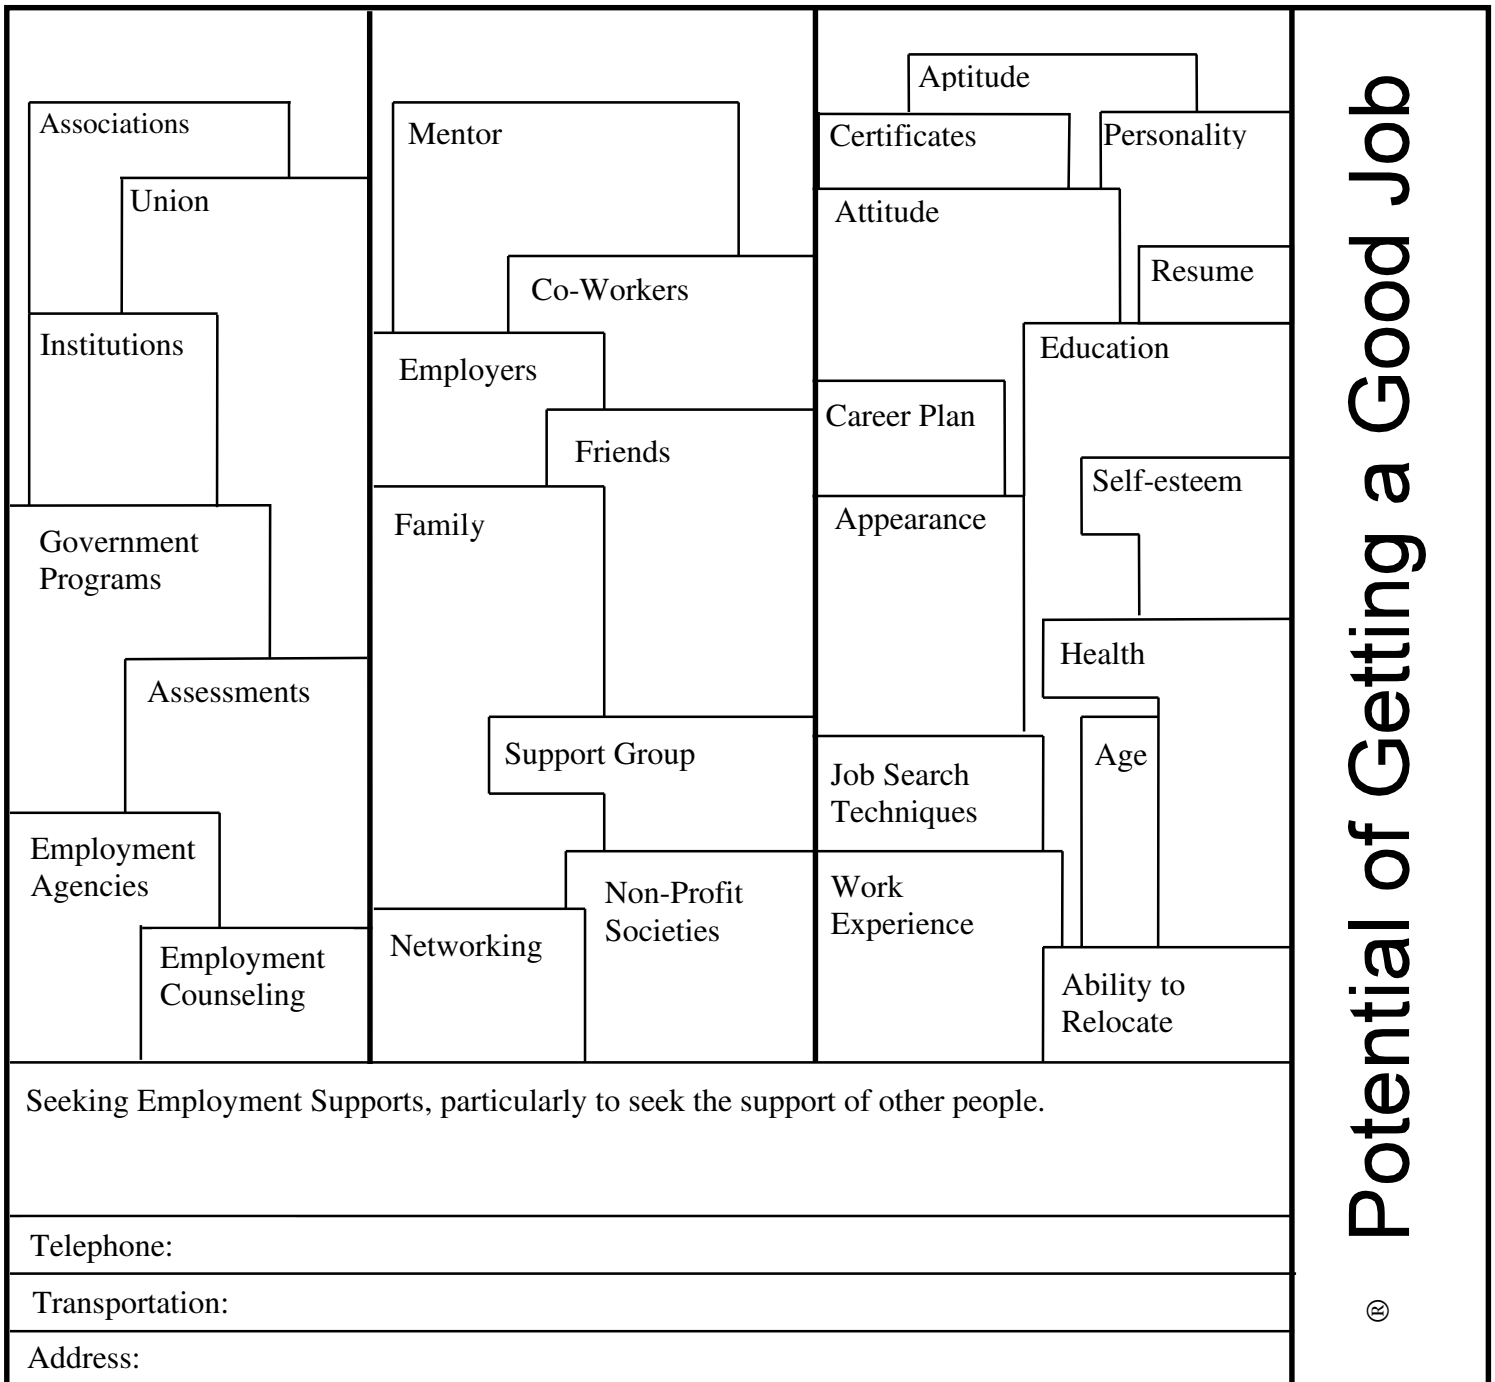 Associations
Union
Institutions
Government
Programs
Assessments
Employment
Agencies
Employment
Counseling
Mentor
Co-Workers
Employers
Friends
Family
Support Group
Non-Profit
Societies
Networking
Aptitude
Certificates
Personality
Attitude
Resume
Education
Career Plan
Self-esteem
Appearance
Health
Age
Job Search
Techniques
Work
Experience
Ability to
Relocate
Seeking Employment Supports, particularly to seek the support of other people.
Telephone:
Transportation:
Address:
® Potential of Getting a Good Job